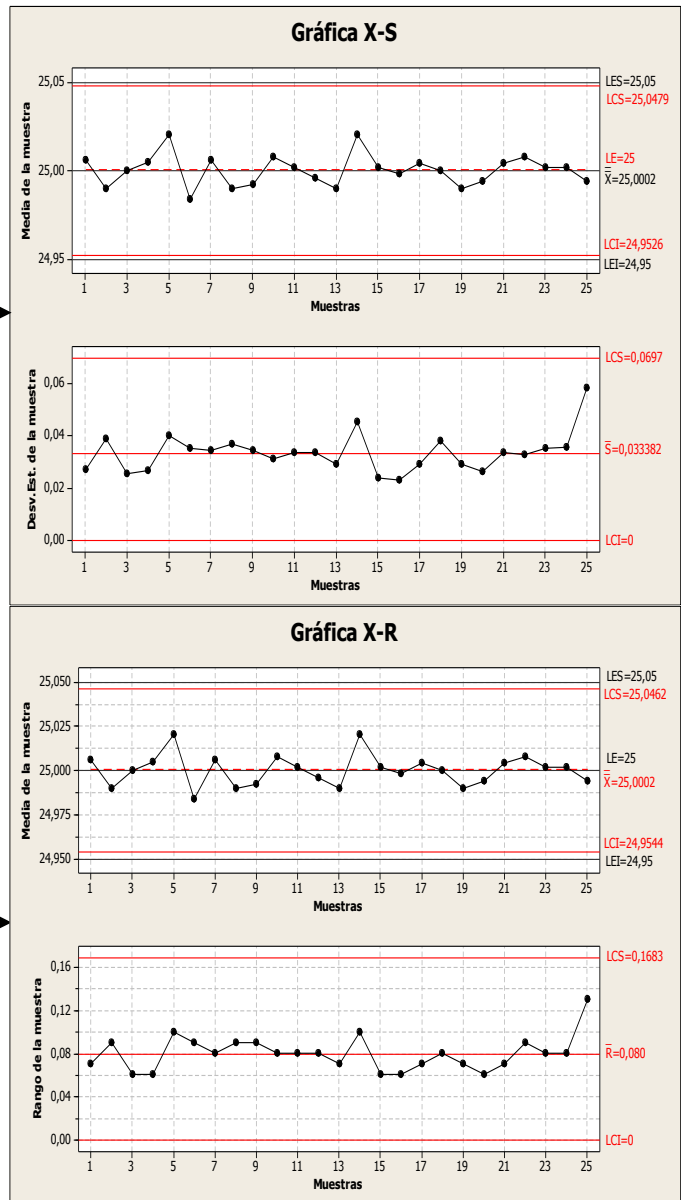 Gráfica X-S
Media de la muestra
25,05
25,00
24,95
LES=25,05
LCS=25,0479
LE=25
X̿=25,0002
LCI=24,9526
LEI=24,95
1 3 5 7 9 11 13 15 17 19 21 23 25
Muestras
Desv.Est. de la muestra
0,06
0,04
0,02
0,00
LCS=0,0697
S̅=0,033382
LCI=0
1 3 5 7 9 11 13 15 17 19 21 23 25
Muestras
Gráfica X-R
Media de la muestra
25,050
25,025
25,000
24,975
24,950
LES=25,05
LCS=25,0462
LE=25
X̿=25,0002
LCI=24,9544
LEI=24,95
1 3 5 7 9 11 13 15 17 19 21 23 25
Muestras
Rango de la muestra
0,16
0,12
0,08
0,04
0,00
LCS=0,1683
R̅=0,080
LCI=0
1 3 5 7 9 11 13 15 17 19 21 23 25
Muestras